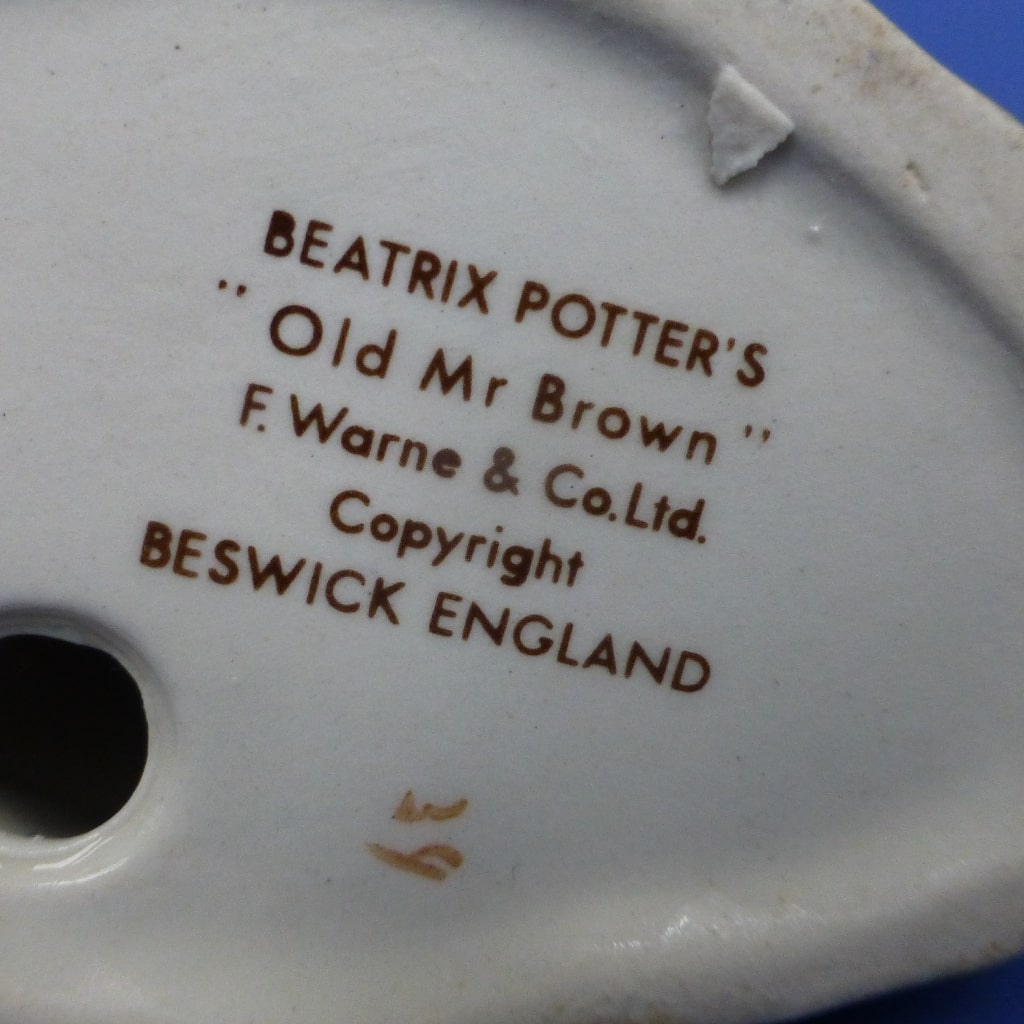 BEATRIX POTTER'S
" Old Mr Brown "
F. Warne & Co. Ltd.
Copyright
BESWICK ENGLAND